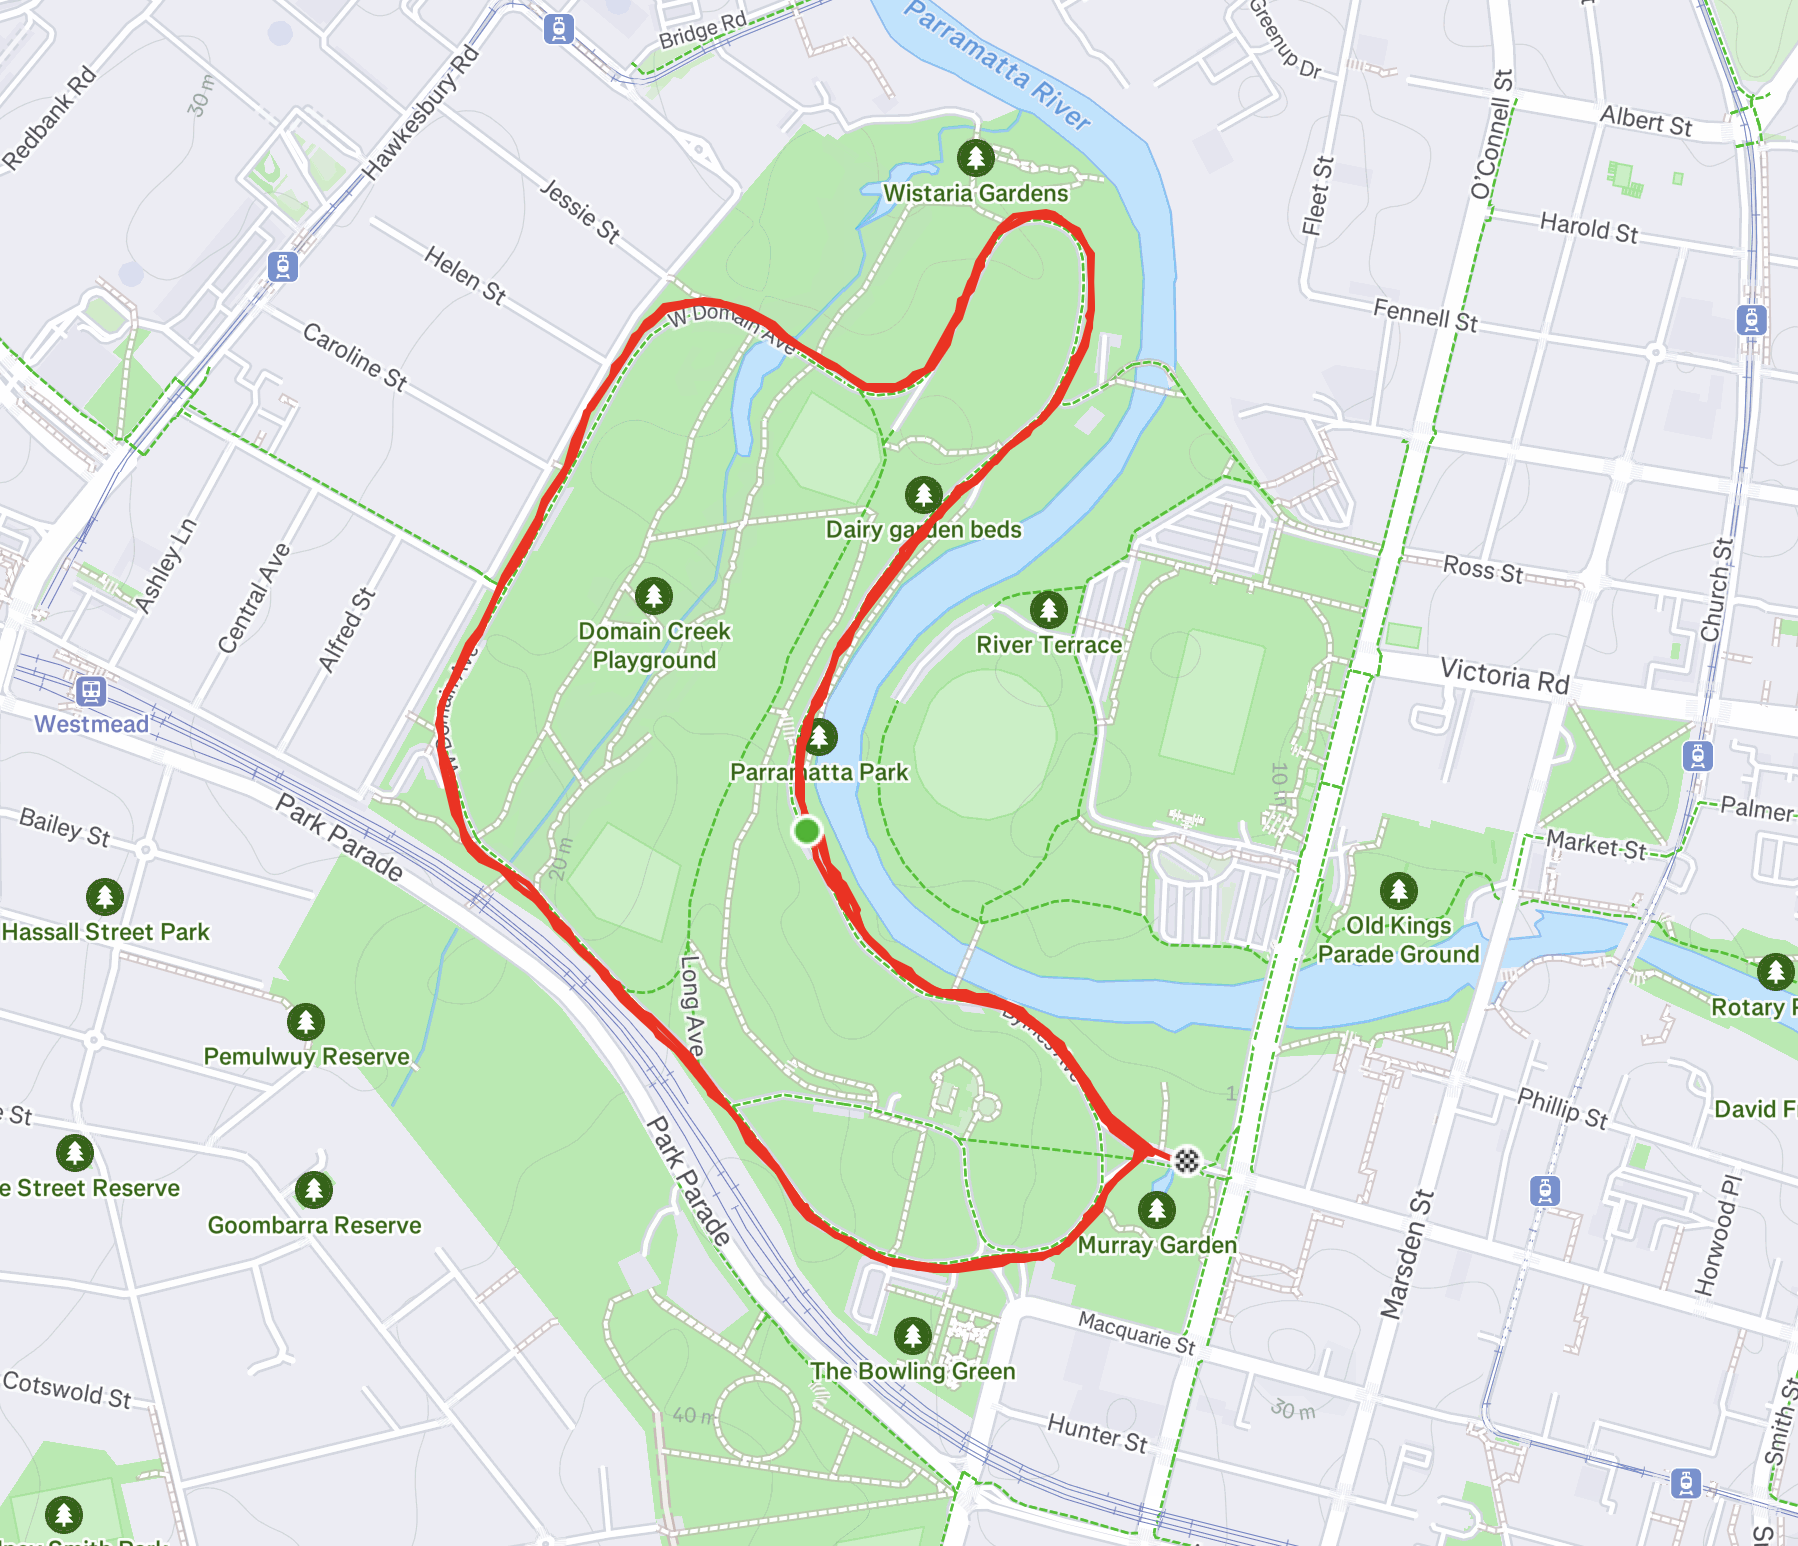 Bridge Rd
Parramatta River
Greenup Dr
Redbank Rd
30 m
Hawkesbury Rd
O'Connell St
Albert St
Fleet St
Wistaria Gardens
Jessie St
Harold St
Helen St
W Domain Ave
Fennell St
Caroline St
Dairy garden beds
Ashley Ln
Central Ave
Alfred St
Ross St
Church St
Domain Creek
Playground
River Terrace
Victoria Rd
Westmead
Parramatta Park
10 m
Park Parade
Bailey St
20 m
Palmer
Market St
Hassall Street Park
Old Kings
Parade Ground
Long Ave
Rotary
Byrnes Ave
Pemulwuy Reserve
Phillip St
David
e St
Park Parade
e Street Reserve
Goombarra Reserve
Murray Garden
Marsden St
Horwood Pl
Macquarie St
The Bowling Green
Cotswold St
40 m
30 m
Hunter St
Smith St